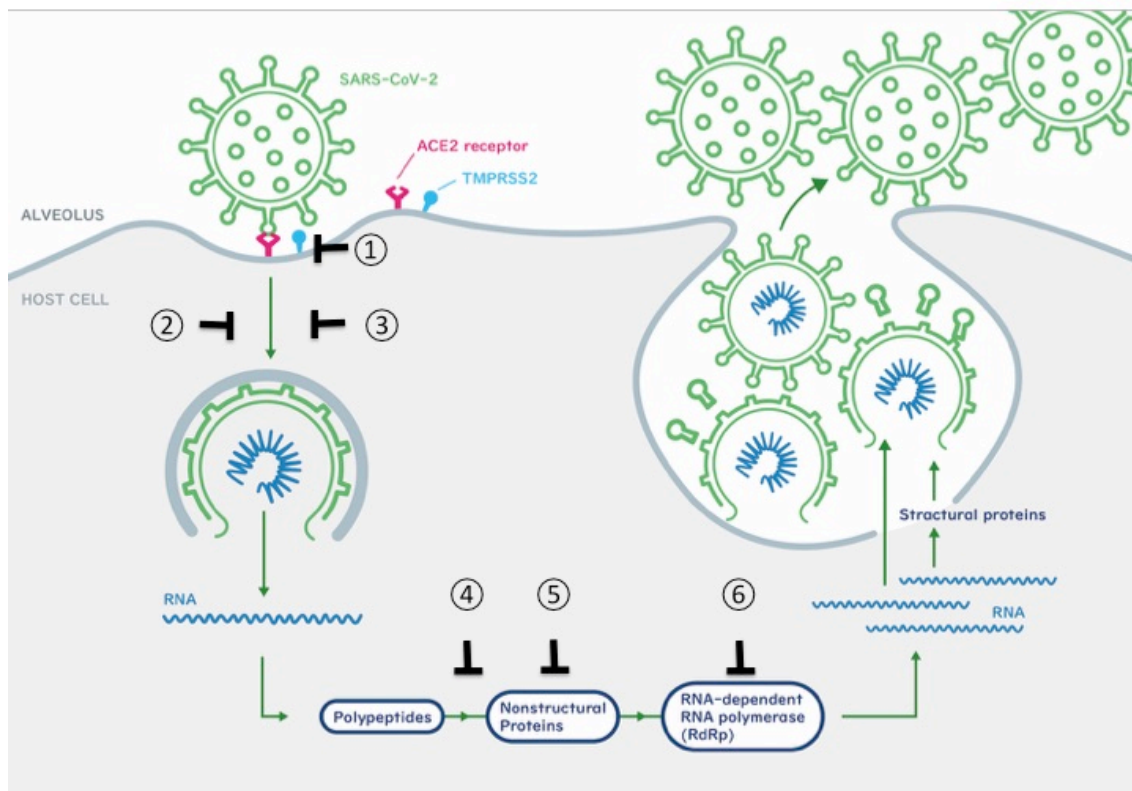 SARS-CoV-2
ACE2 receptor
TMPRSS2
ALVEOLUS
①
HOST CELL
②
③
Stractural proteins
④
⑤
⑥
RNA
RNA
Polypeptides
Nonstructural
Proteins
RNA-dependent
RNA polymerase
(RdRp)